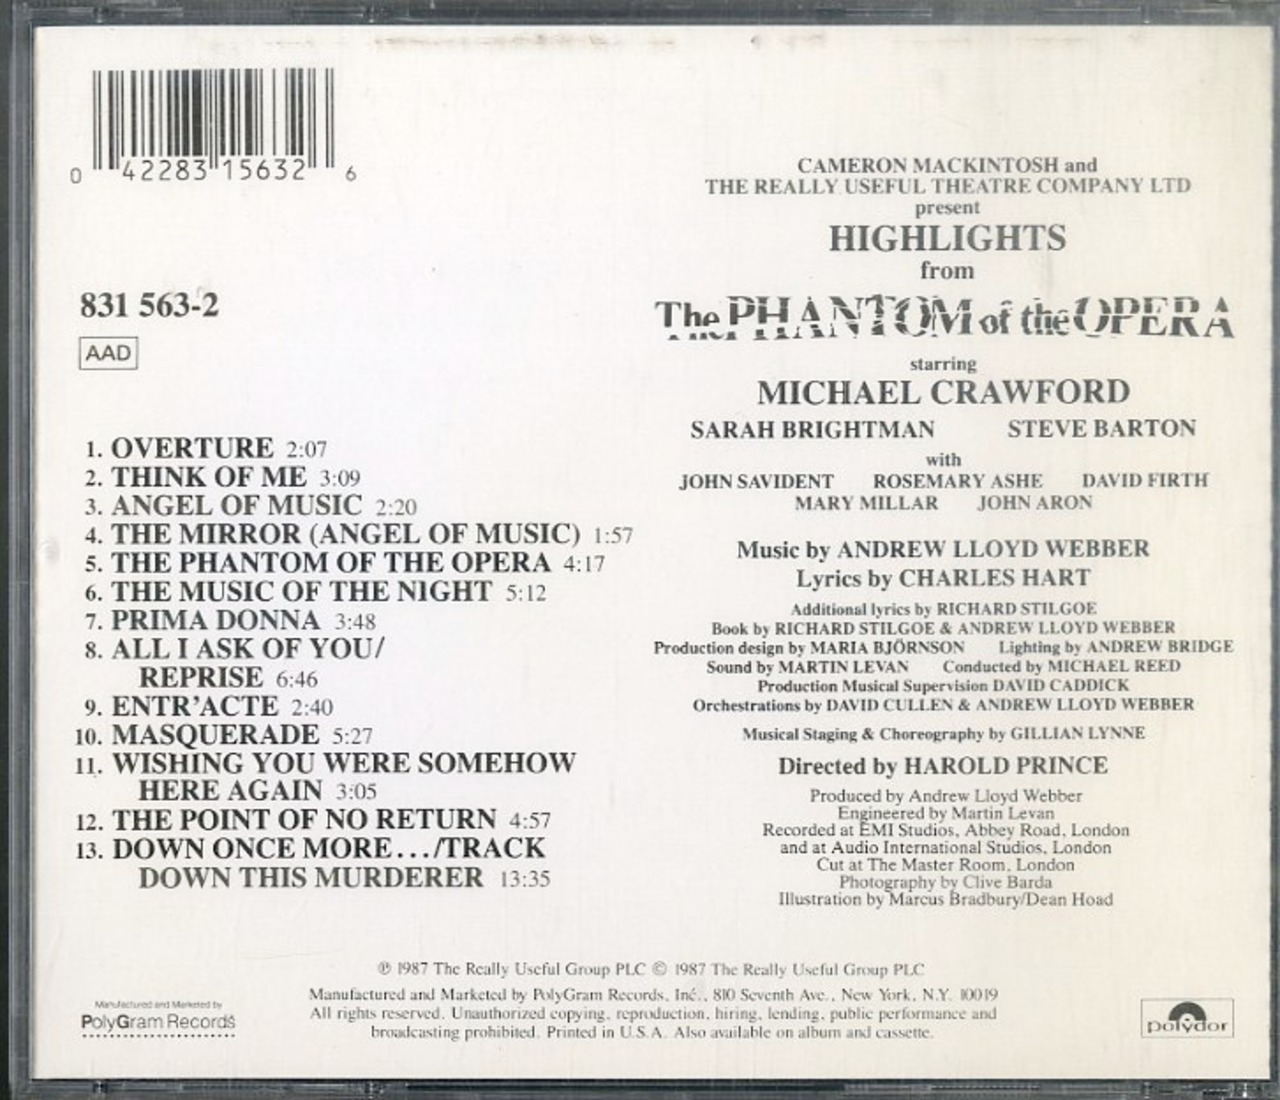 0 42283 15632 6
831 563-2
AAD
1. OVERTURE 2:07
2. THINK OF ME 3:09
3. ANGEL OF MUSIC 2:20
4. THE MIRROR (ANGEL OF MUSIC) 1:57
5. THE PHANTOM OF THE OPERA 4:17
6. THE MUSIC OF THE NIGHT 5:12
7. PRIMA DONNA 3:48
8. ALL I ASK OF YOU/
REPRISE 6:46
9. ENTR'ACTE 2:40
10. MASQUERADE 5:27
11. WISHING YOU WERE SOMEHOW
HERE AGAIN 3:05
12. THE POINT OF NO RETURN 4:57
13. DOWN ONCE MORE.../TRACK
DOWN THIS MURDERER 13:35
CAMERON MACKINTOSH and
THE REALLY USEFUL THEATRE COMPANY LTD
present
HIGHLIGHTS
from
The PHANTOM of the OPERA
starring
MICHAEL CRAWFORD
SARAH BRIGHTMAN STEVE BARTON
with
JOHN SAVIDENT ROSEMARY ASHE DAVID FIRTH
MARY MILLAR JOHN ARON
Music by ANDREW LLOYD WEBBER
Lyrics by CHARLES HART
Additional lyrics by RICHARD STILGOE
Book by RICHARD STILGOE & ANDREW LLOYD WEBBER
Production design by MARIA BJÖRNSON Lighting by ANDREW BRIDGE
Sound by MARTIN LEVAN Conducted by MICHAEL REED
Production Musical Supervision DAVID CADDICK
Orchestrations by DAVID CULLEN & ANDREW LLOYD WEBBER
Musical Staging & Choreography by GILLIAN LYNNE
Directed by HAROLD PRINCE
Produced by Andrew Lloyd Webber
Engineered by Martin Levan
Recorded at EMI Studios, Abbey Road, London
and at Audio International Studios, London
Cut at The Master Room, London
Photography by Clive Barda
Illustration by Marcus Bradbury/Dean Hoad
℗ 1987 The Really Useful Group PLC © 1987 The Really Useful Group PLC
Manufactured and Marketed by PolyGram Records, Inc., 810 Seventh Ave., New York, N.Y. 10019
All rights reserved. Unauthorized copying, reproduction, hiring, lending, public performance and
broadcasting prohibited. Printed in U.S.A. Also available on album and cassette.
Manufactured and Marketed by
PolyGram Records
polydor